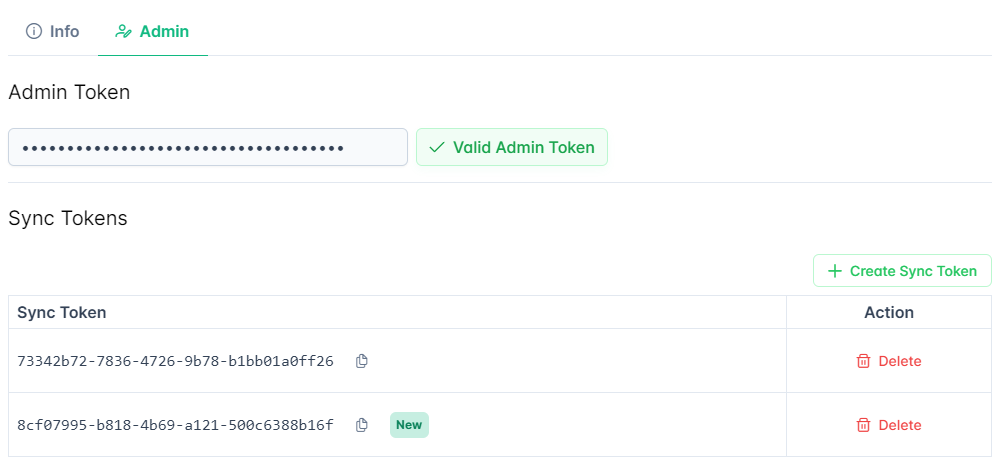 Info Admin
Admin Token
•••••••••••••••••••••••••••••••••••• Valid Admin Token
Sync Tokens
Create Sync Token
Sync Token Action
73342b72-7836-4726-9b78-b1bb01a0ff26 Delete
8cf07995-b818-4b69-a121-500c6388b16f New Delete